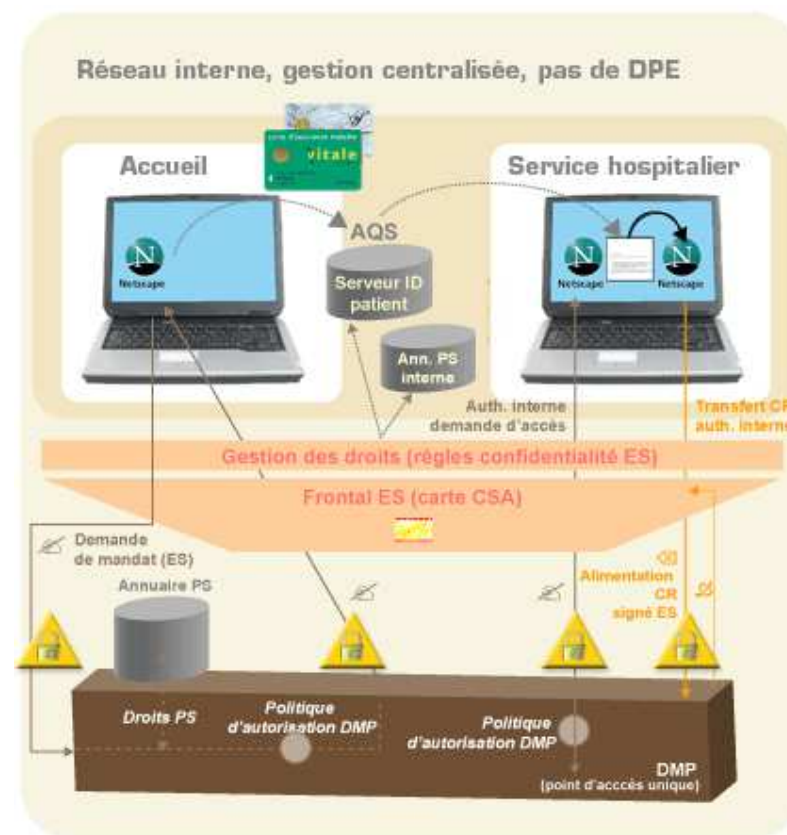 Réseau interne, gestion centralisée, pas de DPE
Accueil
vitale
Service hospitalier
AQS
N
Netscape
Serveur ID
patient
N
Netscape
N
Netscape
Ann. PS
interne
Auth. interne
demande d'accès
Transfert CR
auth. interne
Gestion des droits (règles confidentialité ES)
Frontal ES (carte CSA)
Demande
de mandat (ES)
Annuaire PS
Alimentation
CR
signé ES
Droits PS
Politique
d'autorisation DMP
Politique
d'autorisation DMP
DMP
(point d'acccès unique)